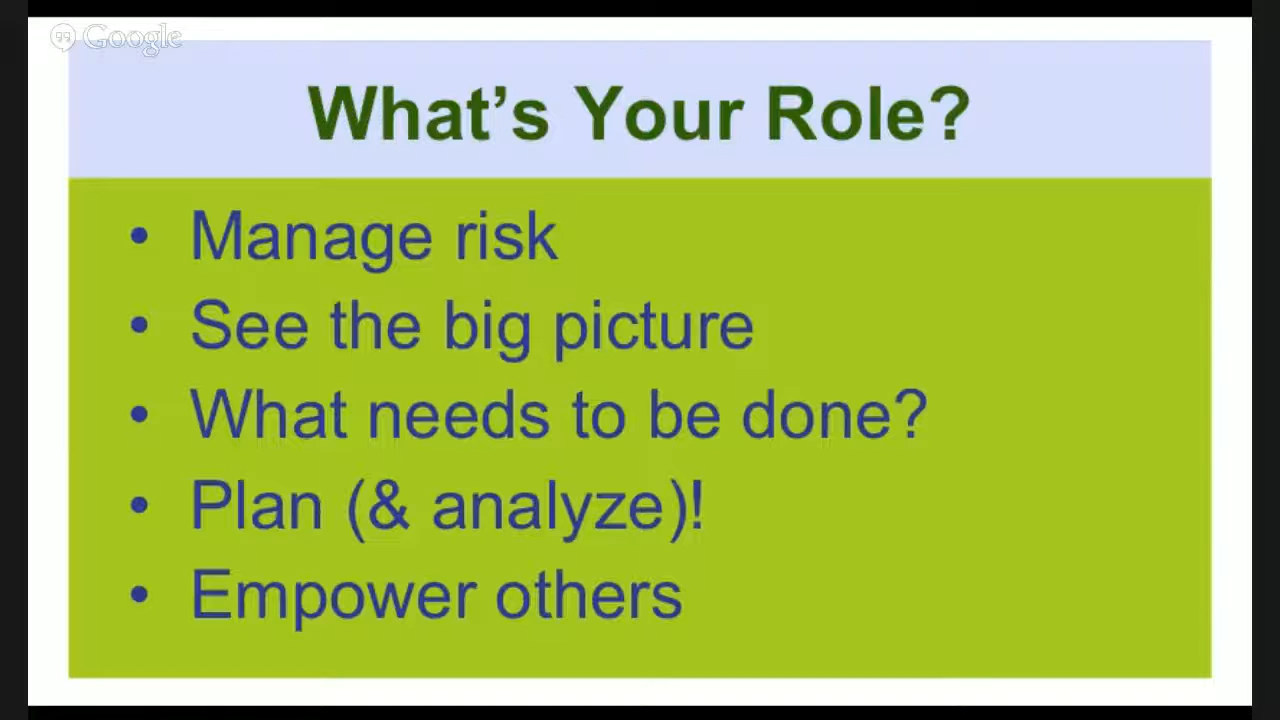 Google
What’s Your Role?
• Manage risk
• See the big picture
• What needs to be done?
• Plan (& analyze)!
• Empower others